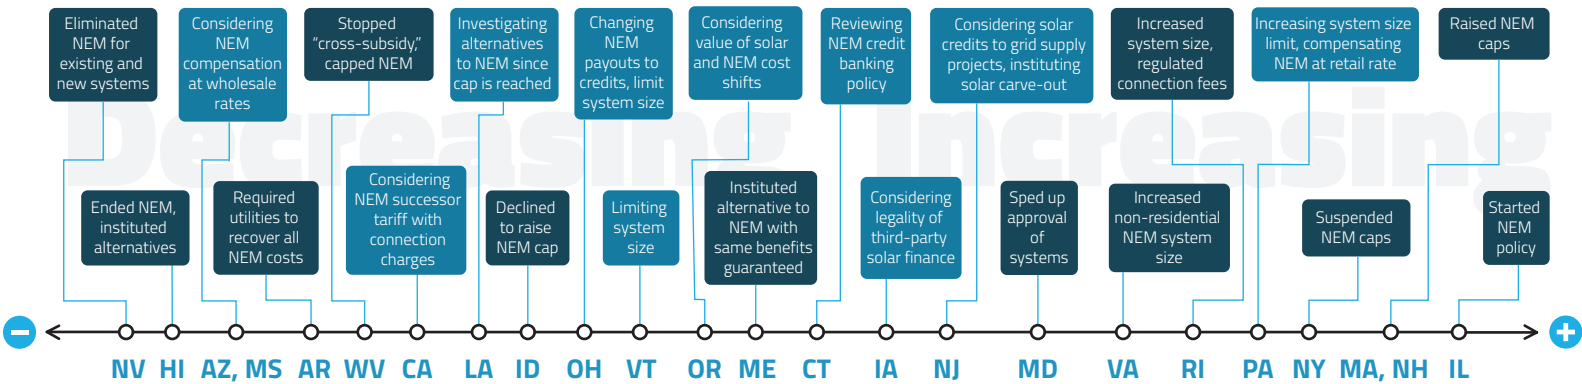 Eliminated
NEM for
existing and
new systems
Considering
NEM
compensation
at wholesale
rates
Stopped
“cross-subsidy,”
capped NEM
Investigating
alternatives
to NEM since
cap is reached
Changing
NEM
payouts to
credits, limit
system size
Considering
value of solar
and NEM cost
shifts
Reviewing
NEM credit
banking
policy
Considering solar
credits to grid supply
projects, instituting
solar carve-out
Increased
system size,
regulated
connection fees
Increasing system size
limit, compensating
NEM at retail rate
Raised NEM
caps
Decreasing
Increasing
Ended NEM,
instituted
alternatives
Required
utilities to
recover all
NEM costs
Considering
NEM successor
tariff with
connection
charges
Declined
to raise
NEM cap
Limiting
system
size
Instituted
alternative to
NEM with
same benefits
guaranteed
Considering
legality of
third-party
solar finance
Sped up
approval
of
systems
Increased
non-residential
NEM system
size
Suspended
NEM caps
Started
NEM
policy
NV HI AZ, MS AR WV CA LA ID OH VT OR ME CT IA NJ MD VA RI PA NY MA, NH IL